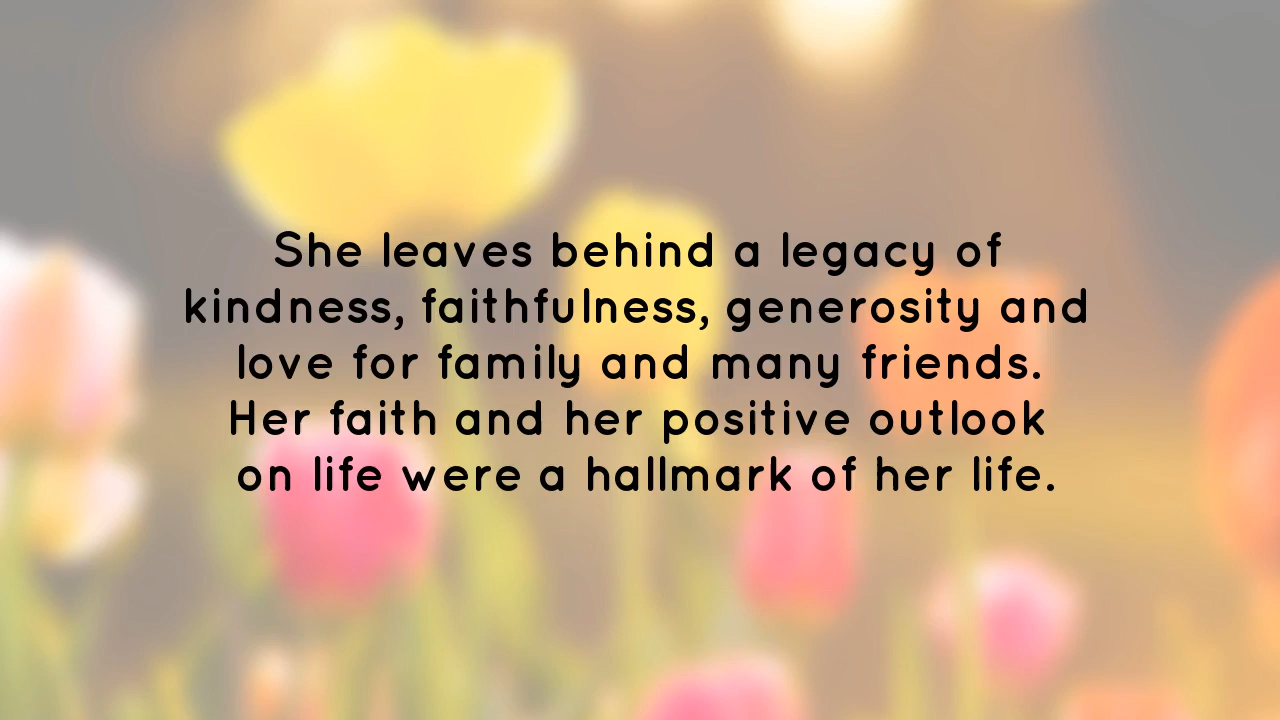 She leaves behind a legacy of
kindness, faithfulness, generosity and
love for family and many friends.
Her faith and her positive outlook
on life were a hallmark of her life.